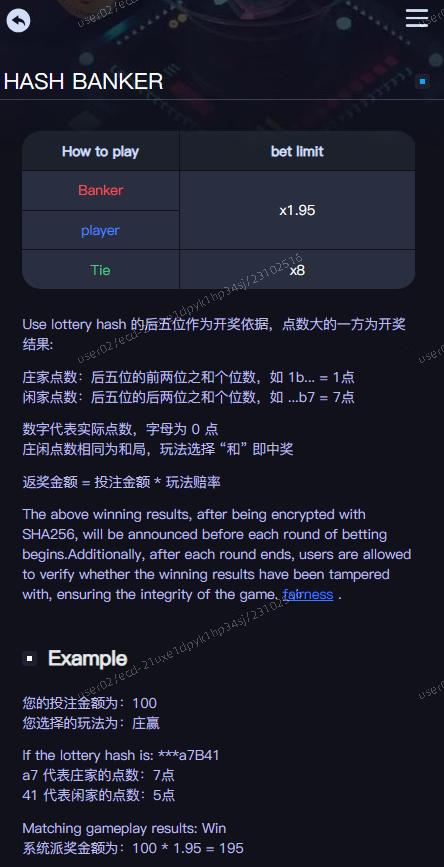 HASH BANKER
How to play
bet limit
Banker
x1.95
player
Tie
x8
Use lottery hash 的后五位作为开奖依据，点数大的一方为开奖
结果:
庄家点数：后五位的前两位之和个位数，如 1b... = 1点
闲家点数：后五位的后两位之和个位数，如 ...b7 = 7点
数字代表实际点数，字母为 0 点
庄闲点数相同为和局，玩法选择 “和” 即中奖
返奖金额 = 投注金额 * 玩法赔率
The above winning results, after being encrypted with
SHA256, will be announced before each round of betting
begins.Additionally, after each round ends, users are allowed
to verify whether the winning results have been tampered
with, ensuring the integrity of the game. fairness .
Example
您的投注金额为：100
您选择的玩法为：庄赢
If the lottery hash is: ***a7B41
a7 代表庄家的点数：7点
41 代表闲家的点数：5点
Matching gameplay results: Win
系统派奖金额为：100 * 1.95 = 195